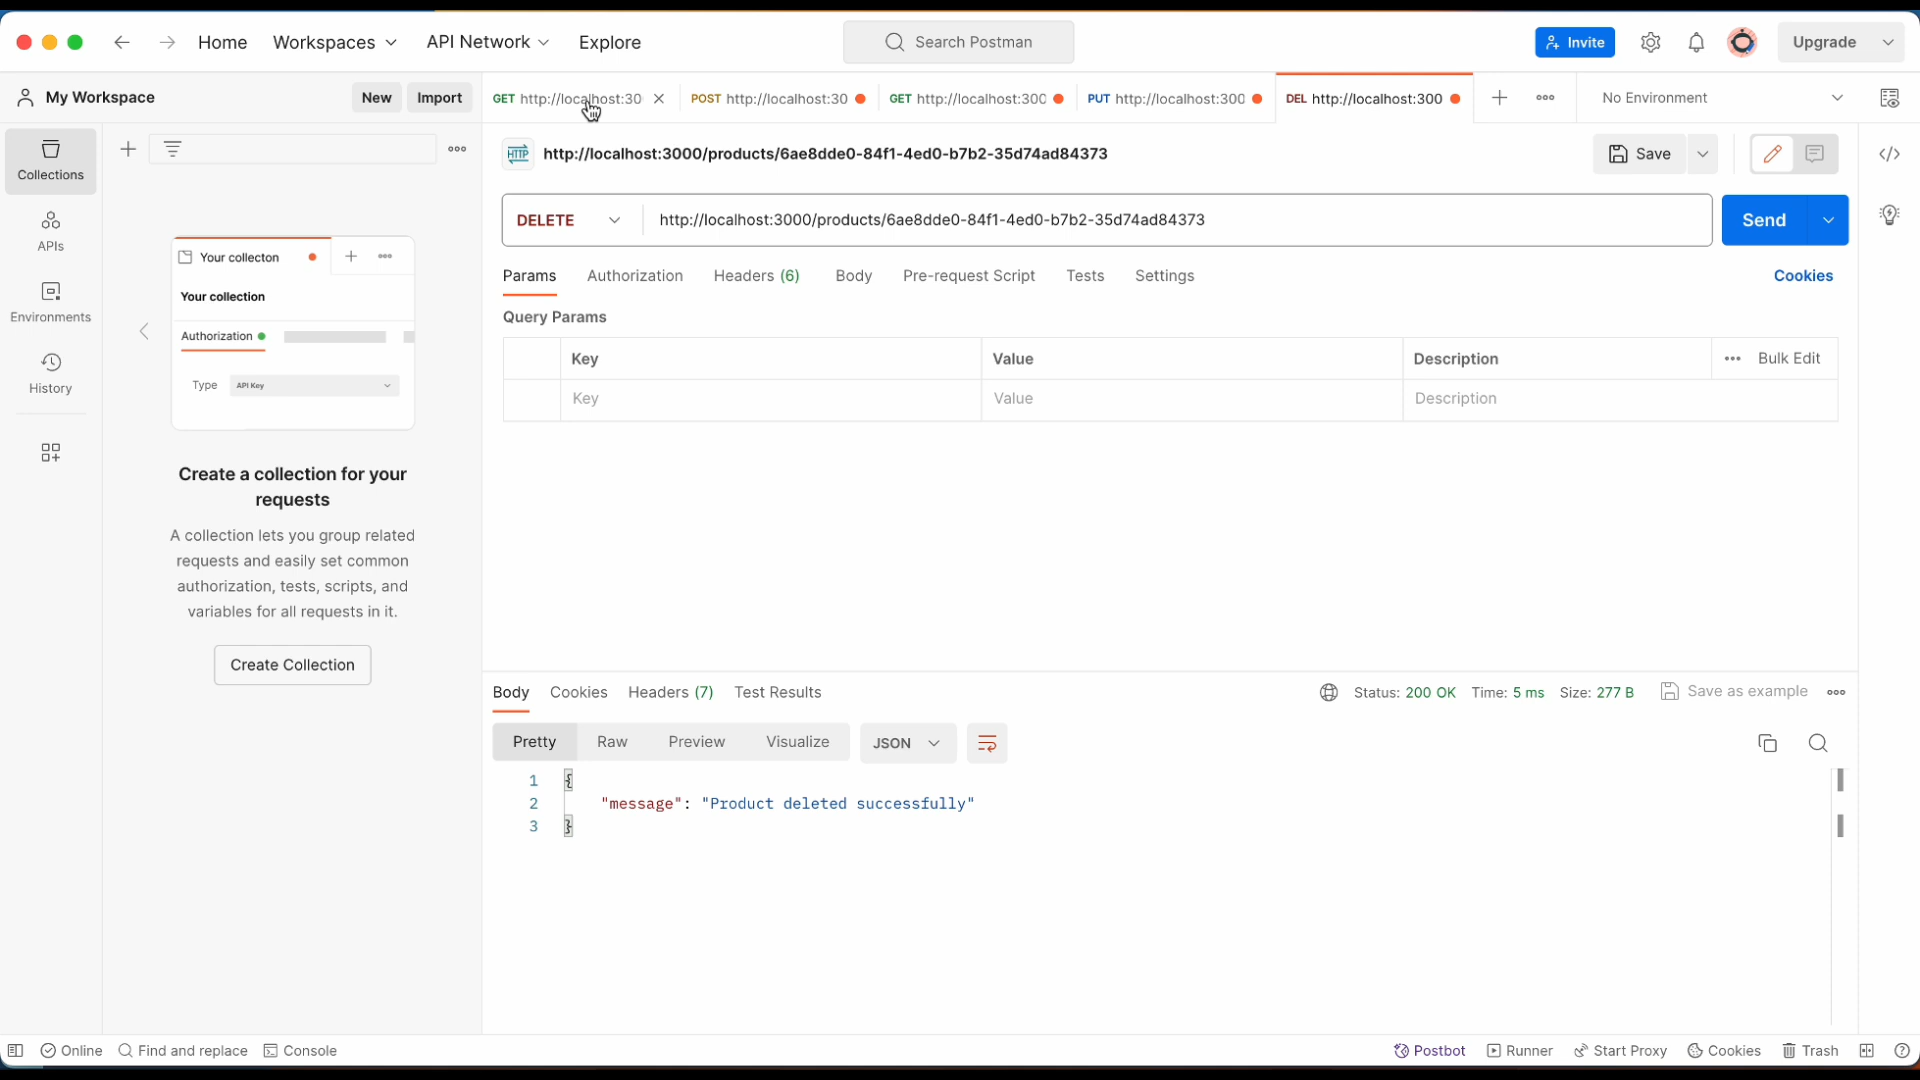 Home Workspaces API Network Explore Search Postman Invite Upgrade
My Workspace New Import GET http://localhost:30 POST http://localhost:30 GET http://localhost:300 PUT http://localhost:300 DEL http://localhost:300 No Environment
Collections
APIs
Environments
History
Your collecton
Your collection
Authorization
Type API Key
Create a collection for your
requests
A collection lets you group related
requests and easily set common
authorization, tests, scripts, and
variables for all requests in it.
Create Collection
HTTP http://localhost:3000/products/6ae8dde0-84f1-4ed0-b7b2-35d74ad84373 Save
DELETE http://localhost:3000/products/6ae8dde0-84f1-4ed0-b7b2-35d74ad84373 Send
Params Authorization Headers (6) Body Pre-request Script Tests Settings Cookies
Query Params
Key Value Description Bulk Edit
Key Value Description
Body Cookies Headers (7) Test Results Status: 200 OK Time: 5 ms Size: 277 B Save as example
Pretty Raw Preview Visualize JSON
1 {
2 "message": "Product deleted successfully"
3 }
Online Find and replace Console Postbot Runner Start Proxy Cookies Trash